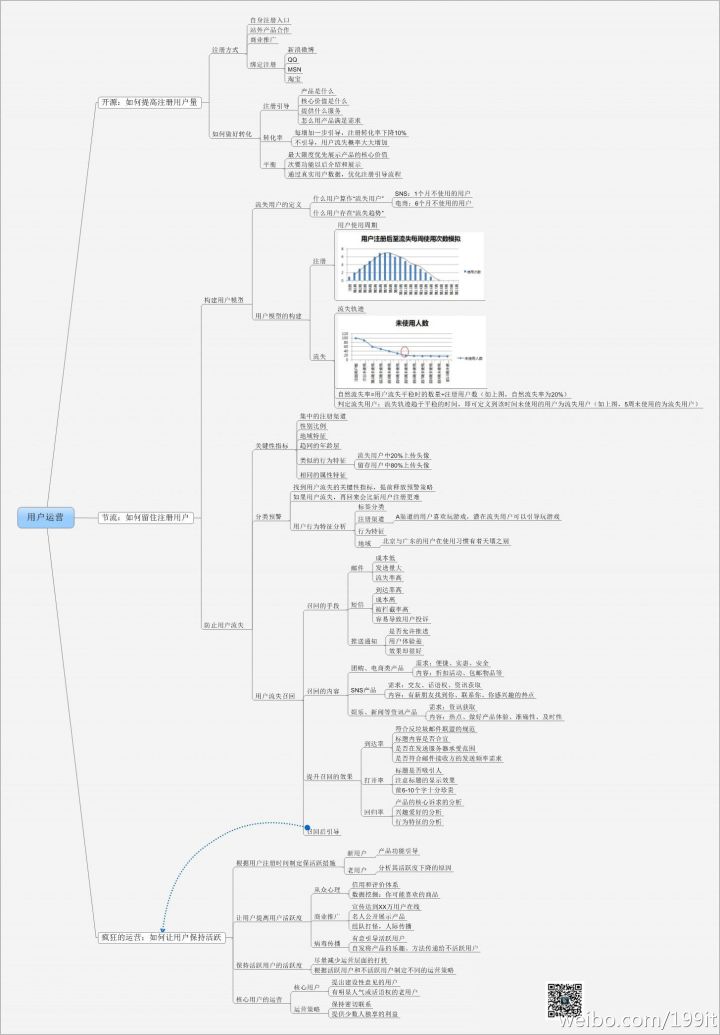 自身注册入口
站外产品合作
商业推广
注册方式
新浪微博
绑定注册
QQ
MSN
淘宝
开源：如何提高注册用户量
产品是什么
注册引导
核心价值是什么
提供什么服务
怎么用产品满足需求
如何做好转化
转化率
每增加一步引导，注册转化率下降10%
不引导，用户流失概率大大增加
平衡
最大限度优先展示产品的核心价值
次要功能以后介绍和展示
通过真实用户数据，优化注册引导流程
流失用户的定义
什么用户算作“流失用户”
SNS：1个月不使用的用户
电商：6个月不使用的用户
什么用户存在“流失趋势”
构建用户模型
用户模型的构建
注册
用户使用周期
用户注册后至流失每周使用次数模拟
使用次数
流失
流失轨迹
未使用人数
未使用人数
自然流失率=用户流失平稳时的数量÷注册用户数（如上图，自然流失率为20%）
判定流失用户：流失轨迹趋于平稳的时间，即可定义到该时间未使用的用户为流失用户（如上图，5周未使用的为流失用户）
用户运营
节流：如何留住注册用户
防止用户流失
关键性指标
集中的注册渠道
性别比例
地域特征
趋同的年龄层
类似的行为特征
流失用户中20%上传头像
留存用户中80%上传头像
相同的属性特征
分类预警
找到用户流失的关键性指标，提前释放预警策略
如果用户流失，再回来会比新用户注册更难
用户行为特征分析
标签分类
注册渠道
A渠道的用户喜欢玩游戏，潜在流失用户可以引导玩游戏
行为特征
地域
北京与广东的用户在使用习惯有着天壤之别
用户流失召回
召回的手段
邮件
成本低
发送量大
流失率高
短信
到达率高
成本高
被拦截率高
容易导致用户投诉
推送通知
是否允许推送
用户体验差
效果却很好
召回的内容
团购、电商类产品
需求：便捷、实惠、安全
内容：折扣活动、包邮物品等
SNS产品
需求：交友、话语权、资讯获取
内容：有新朋友找到你、联系你、你感兴趣的热点
娱乐、新闻等资讯产品
需求：资讯获取
内容：热点、做好产品体验、准确性、及时性
提升召回的效果
到达率
符合反垃圾邮件联盟的规范
标题内容是否合宜
是否在发送服务器承受范围
是否符合邮件接收方的发送频率需求
打开率
标题是否吸引人
注意标题的显示效果
前6-10个字十分珍贵
回归率
产品的核心诉求的分析
兴趣爱好的分析
行为特征的分析
召回后引导
疯狂的运营：如何让用户保持活跃
根据用户注册时间制定保活跃措施
新用户
产品功能引导
老用户
分析其活跃度下降的原因
让用户提高用户活跃度
从众心理
信用和评价体系
数据挖掘：你可能喜欢的商品
商业推广
宣传达到XX万用户在线
名人公开展示产品
组队打怪，人际传播
病毒传播
有意引导活跃用户
自发将产品的乐趣、方法传递给不活跃用户
保持活跃用户的活跃度
尽量减少运营层面的打扰
根据活跃用户和不活跃用户制定不同的运营策略
核心用户的运营
核心用户
提出建设性意见的用户
有明显人气或话语权的老用户
运营策略
保持密切联系
提供少数人独享的利益
weibo.com/199it